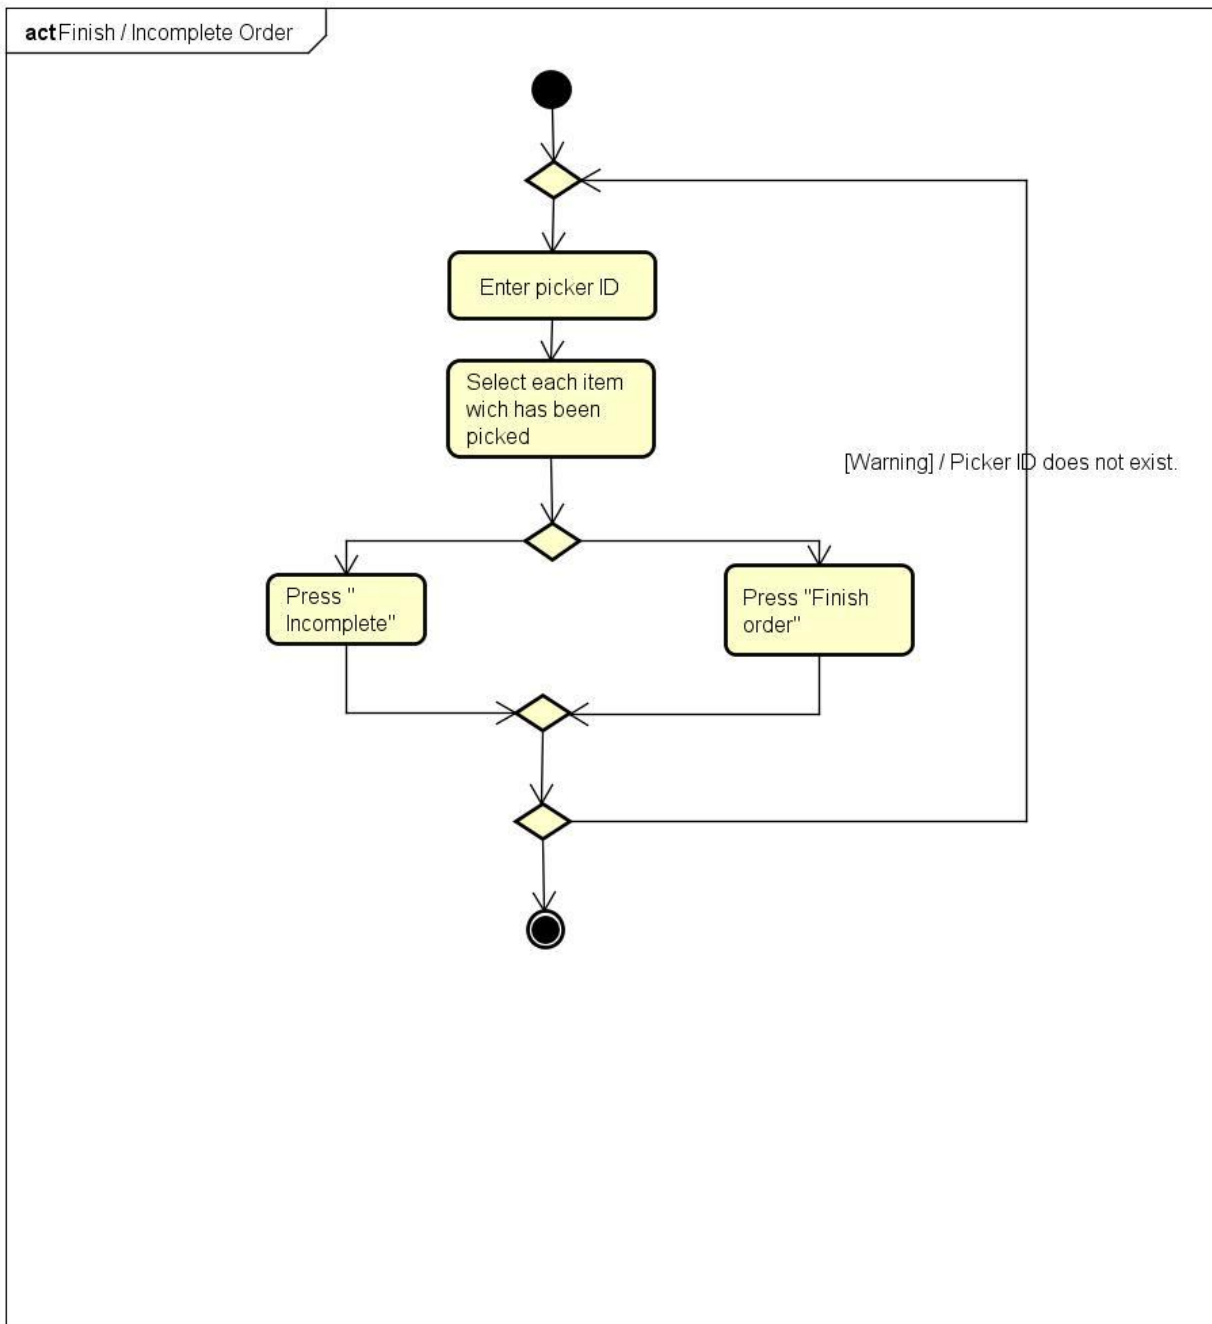 act Finish / Incomplete Order
Enter picker ID
Select each item
wich has been
picked
[Warning] / Picker ID does not exist.
Press "
Incomplete"
Press "Finish
order"